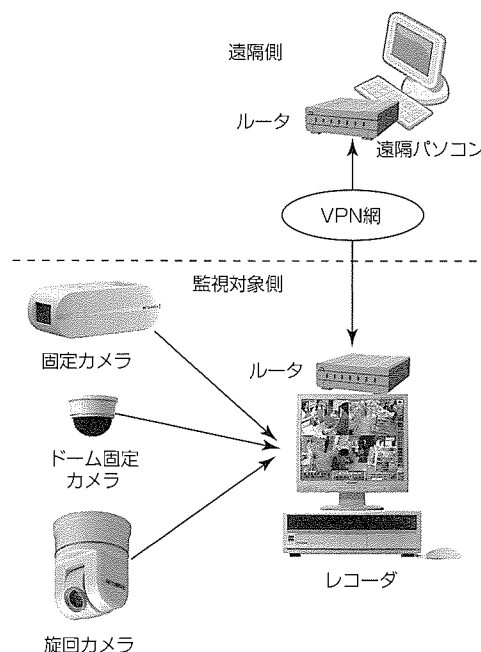 遠隔側
ルータ
遠隔パソコン
VPN網
監視対象側
固定カメラ
ルータ
ドーム固定
カメラ
レコーダ
旋回カメラ